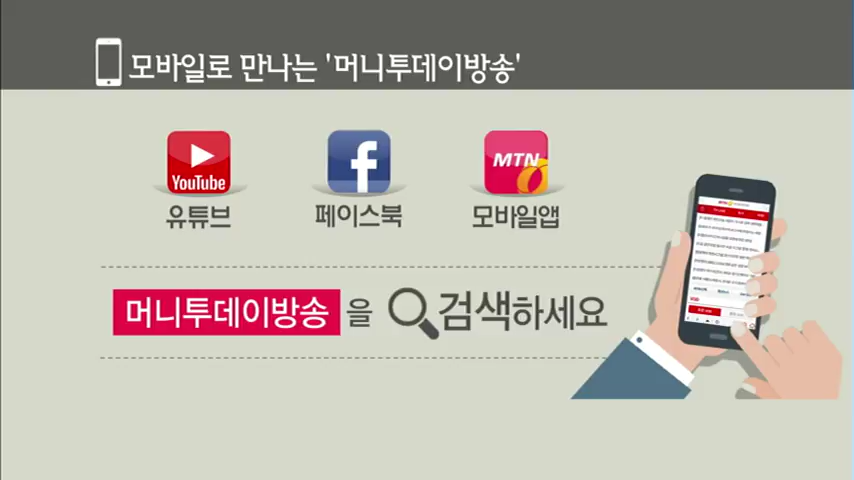 모바일로 만나는 '머니투데이방송'
YouTube
MTN
유튜브
페이스북
모바일앱
머니투데이방송을 검색하세요